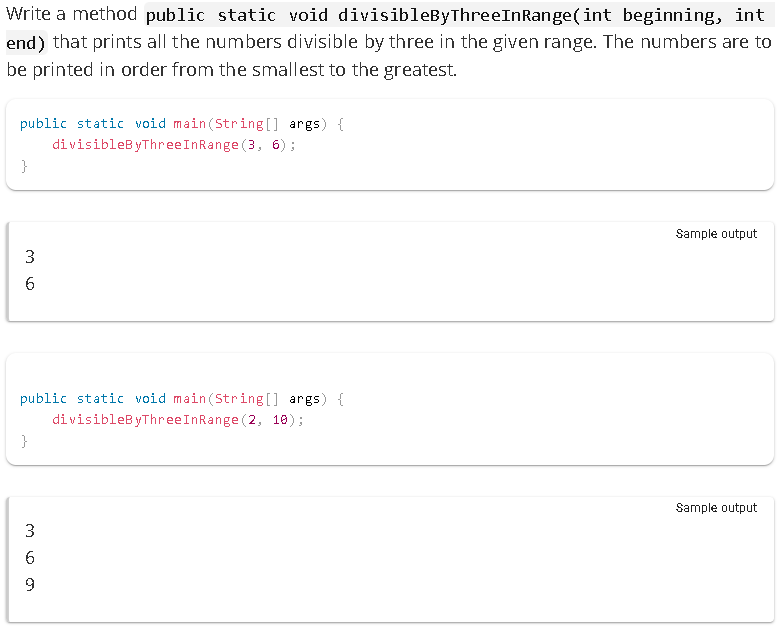 Write a method public static void divisibleByThreeInRange(int beginning, int
end) that prints all the numbers divisible by three in the given range. The numbers are to
be printed in order from the smallest to the greatest.
public static void main(String[] args) {
    divisibleByThreeInRange(3, 6);
}
Sample output
3
6
public static void main(String[] args) {
    divisibleByThreeInRange(2, 10);
}
Sample output
3
6
9